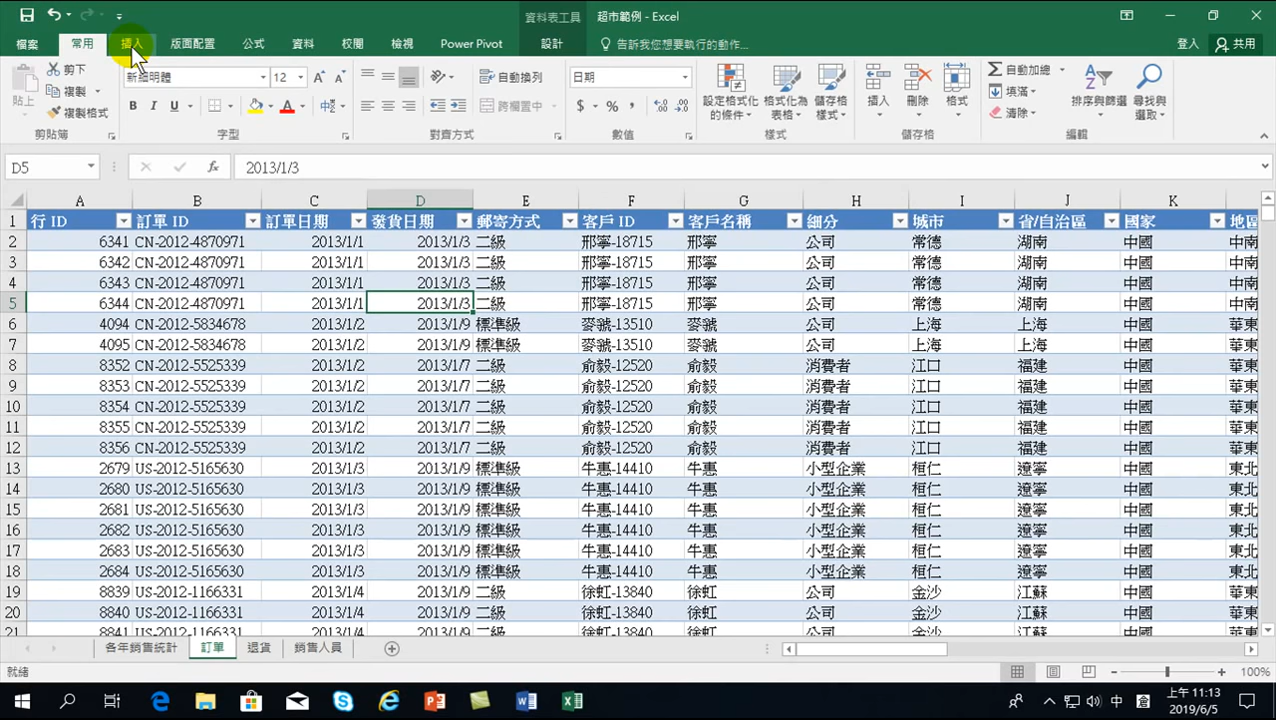 資料表工具 超市範例 - Excel
檔案 常用 插入 版面配置 公式 資料 校閱 檢視 Power Pivot 設計 告訴我您想要執行的動作... 登入 共用
剪下
複製
複製格式
貼上
剪貼簿
新細明體 12
B I U A
中
字型
自動換列
跨欄置中
對齊方式
日期
$ % ,
數值
設定格式化的條件
格式化為表格
儲存格樣式
樣式
插入 刪除 格式
儲存格
自動加總
填滿
清除
排序與篩選
尋找與選取
編輯
D5 fx 2013/1/3
A B C D E F G H I J K
1 行 ID 訂單 ID 訂單日期 發貨日期 郵寄方式 客戶 ID 客戶名稱 細分 城市 省/自治區 國家 地區
2 6341 CN-2012-4870971 2013/1/1 2013/1/3 二級 邢寧-18715 邢寧 公司 常德 湖南 中國 中南
3 6342 CN-2012-4870971 2013/1/1 2013/1/3 二級 邢寧-18715 邢寧 公司 常德 湖南 中國 中南
4 6343 CN-2012-4870971 2013/1/1 2013/1/3 二級 邢寧-18715 邢寧 公司 常德 湖南 中國 中南
5 6344 CN-2012-4870971 2013/1/1 2013/1/3 二級 邢寧-18715 邢寧 公司 常德 湖南 中國 中南
6 4094 CN-2012-5834678 2013/1/2 2013/1/9 標準級 麥虢-13510 麥虢 公司 上海 上海 中國 華東
7 4095 CN-2012-5834678 2013/1/2 2013/1/9 標準級 麥虢-13510 麥虢 公司 上海 上海 中國 華東
8 8352 CN-2012-5525339 2013/1/2 2013/1/7 二級 俞毅-12520 俞毅 消費者 江口 福建 中國 華東
9 8353 CN-2012-5525339 2013/1/2 2013/1/7 二級 俞毅-12520 俞毅 消費者 江口 福建 中國 華東
10 8354 CN-2012-5525339 2013/1/2 2013/1/7 二級 俞毅-12520 俞毅 消費者 江口 福建 中國 華東
11 8355 CN-2012-5525339 2013/1/2 2013/1/7 二級 俞毅-12520 俞毅 消費者 江口 福建 中國 華東
12 8356 CN-2012-5525339 2013/1/2 2013/1/7 二級 俞毅-12520 俞毅 消費者 江口 福建 中國 華東
13 2679 US-2012-5165630 2013/1/3 2013/1/9 標準級 牛惠-14410 牛惠 小型企業 桓仁 遼寧 中國 東北
14 2680 US-2012-5165630 2013/1/3 2013/1/9 標準級 牛惠-14410 牛惠 小型企業 桓仁 遼寧 中國 東北
15 2681 US-2012-5165630 2013/1/3 2013/1/9 標準級 牛惠-14410 牛惠 小型企業 桓仁 遼寧 中國 東北
16 2682 US-2012-5165630 2013/1/3 2013/1/9 標準級 牛惠-14410 牛惠 小型企業 桓仁 遼寧 中國 東北
17 2683 US-2012-5165630 2013/1/3 2013/1/9 標準級 牛惠-14410 牛惠 小型企業 桓仁 遼寧 中國 東北
18 2684 US-2012-5165630 2013/1/3 2013/1/9 標準級 牛惠-14410 牛惠 小型企業 桓仁 遼寧 中國 東北
19 8839 US-2012-1166331 2013/1/4 2013/1/9 二級 徐虹-13840 徐虹 公司 金沙 江蘇 中國 華東
20 8840 US-2012-1166331 2013/1/4 2013/1/9 二級 徐虹-13840 徐虹 公司 金沙 江蘇 中國 華東
21 8841 US-2012-1166331 2013/1/4 2013/1/9 二級 徐虹-13840 徐虹 公司 金沙 江蘇 中國 華東
各年銷售統計 訂單 退貨 銷售人員
就緒 100%
中 倉 上午 11:13
2019/6/5